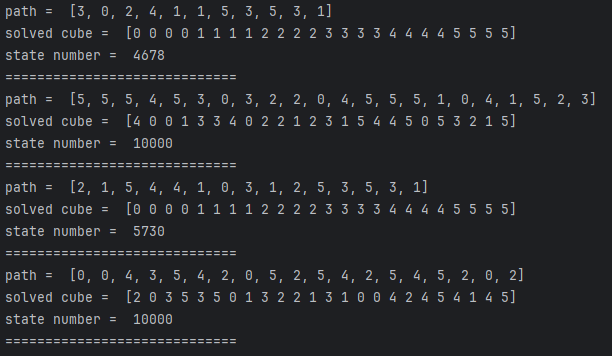 path =  [3, 0, 2, 4, 1, 1, 5, 3, 5, 3, 1]
solved cube =  [0 0 0 0 1 1 1 1 2 2 2 2 3 3 3 3 4 4 4 4 5 5 5 5]
state number =  4678
=============================
path =  [5, 5, 5, 4, 5, 3, 0, 3, 2, 2, 0, 4, 5, 5, 5, 1, 0, 4, 1, 5, 2, 3]
solved cube =  [4 0 0 1 3 3 4 0 2 2 1 2 3 1 5 4 4 5 0 5 3 2 1 5]
state number =  10000
=============================
path =  [2, 1, 5, 4, 4, 1, 0, 3, 1, 2, 5, 3, 5, 3, 1]
solved cube =  [0 0 0 0 1 1 1 1 2 2 2 2 3 3 3 3 4 4 4 4 5 5 5 5]
state number =  5730
=============================
path =  [0, 0, 4, 3, 5, 4, 2, 0, 5, 2, 5, 4, 2, 5, 4, 5, 2, 0, 2]
solved cube =  [2 0 3 5 3 5 0 1 3 2 2 1 3 1 0 0 4 2 4 5 4 1 4 5]
state number =  10000
=============================